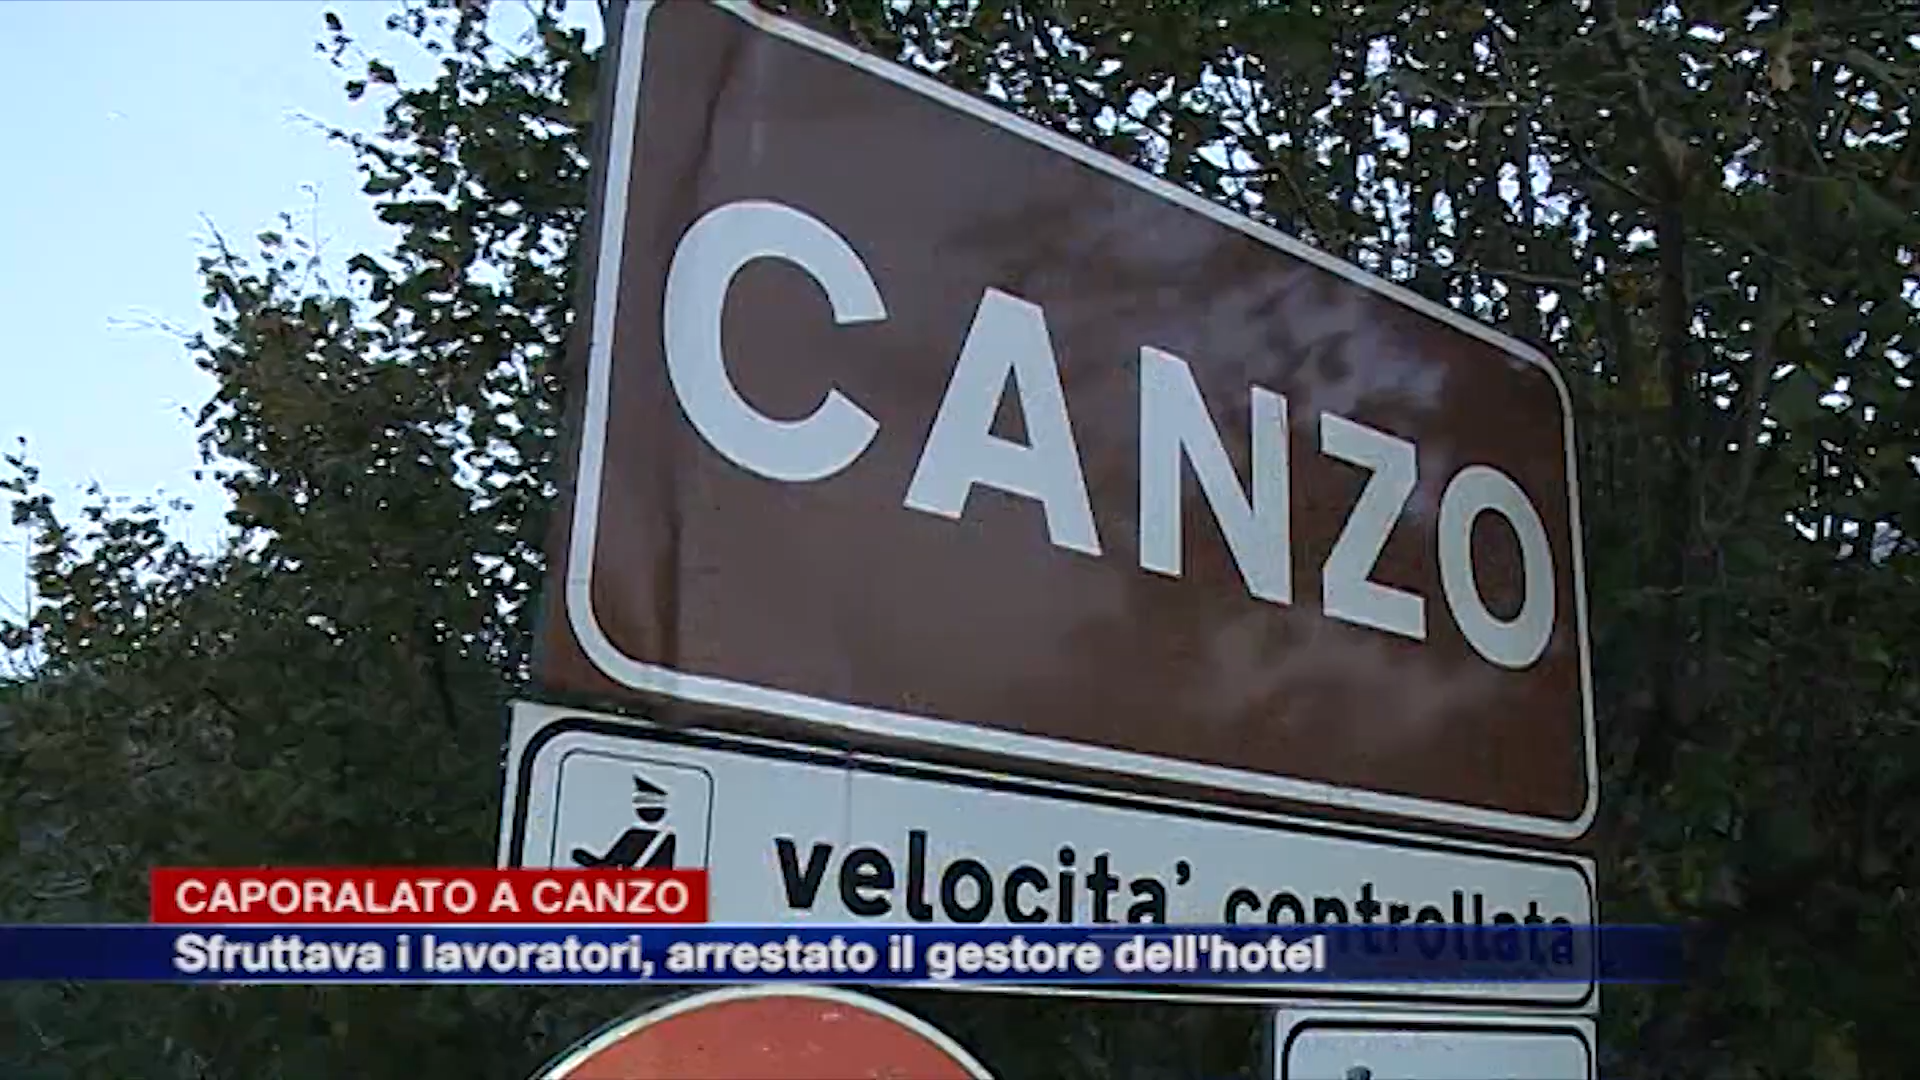 CANZO
velocita' controllata
CAPORALATO A CANZO
Sfruttava i lavoratori, arrestato il gestore dell'hotel